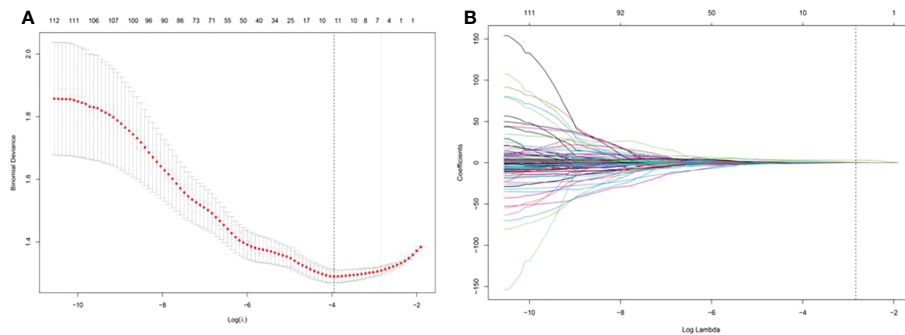 A
112 111 106 107 100 96 90 86 73 71 55 50 40 34 25 17 10 11 10 8 7 4 1 1
2.0
1.8
1.6
1.4
Binomial Deviance
−10 −8 −6 −4 −2
Log(λ)
B
111 92 50 10 1
150
100
50
0
−50
−100
−150
Coefficients
−10 −8 −6 −4 −2
Log Lambda